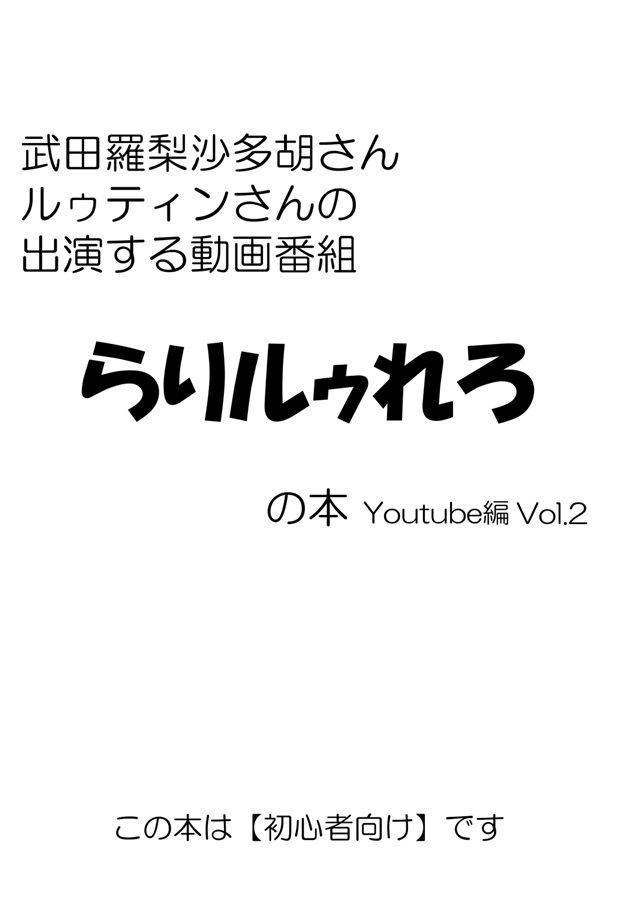 武田羅梨沙多胡さん
ルゥティンさんの
出演する動画番組
らりルゥれろ
の本 Youtube編 Vol.2
この本は【初心者向け】です